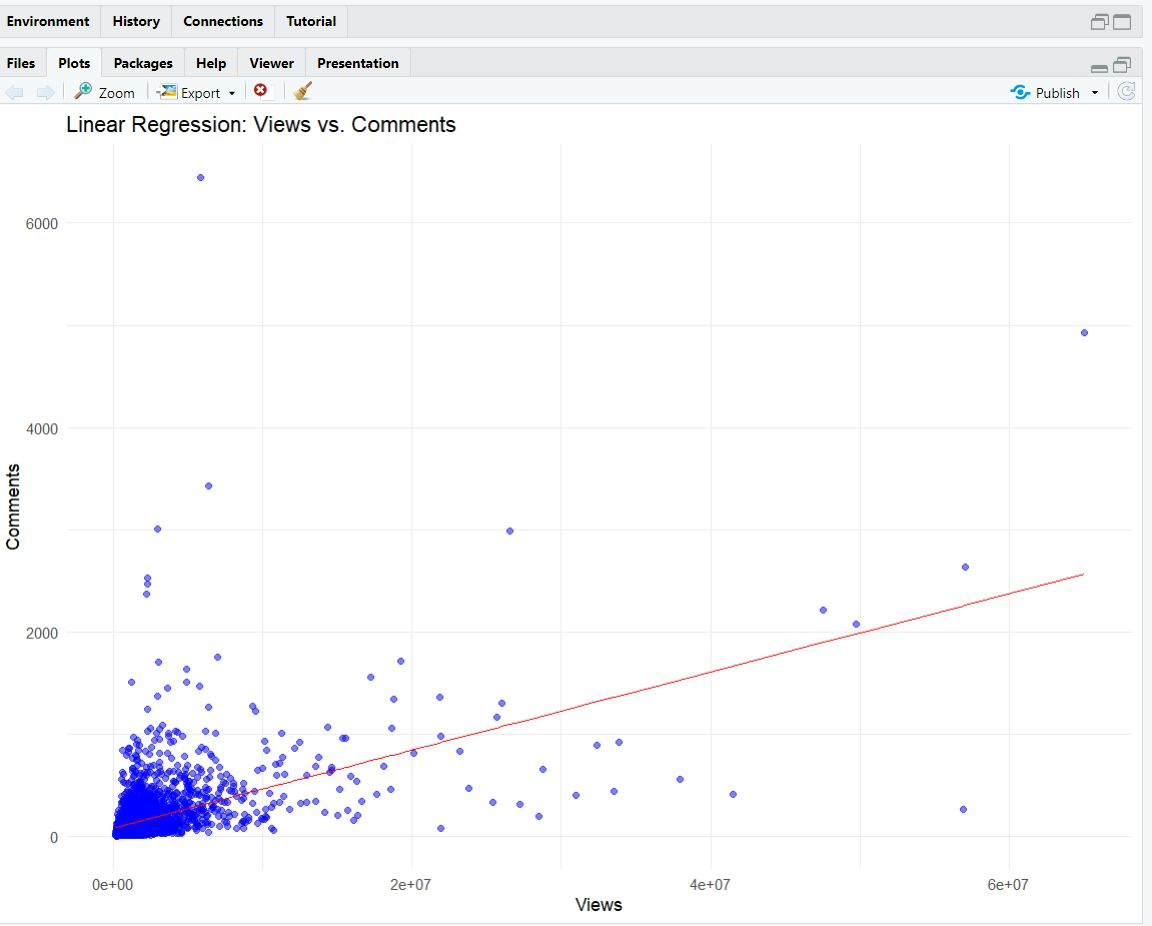 Environment History Connections Tutorial
Files Plots Packages Help Viewer Presentation
Zoom Export Publish
Linear Regression: Views vs. Comments
6000
4000
2000
0
Comments
0e+00 2e+07 4e+07 6e+07
Views